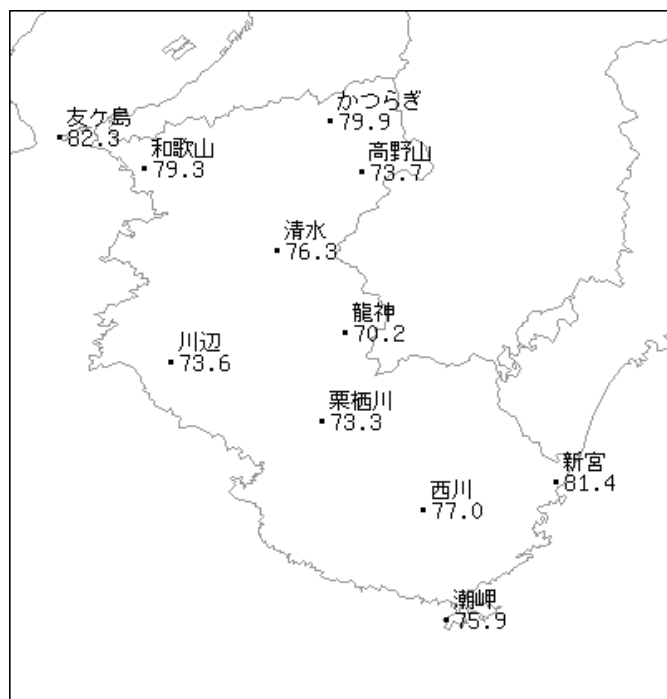 かつらぎ
79.9
友ケ島
82.3
和歌山
79.3
高野山
73.7
清水
76.3
龍神
70.2
川辺
73.6
栗栖川
73.3
新宮
81.4
西川
77.0
潮岬
75.9